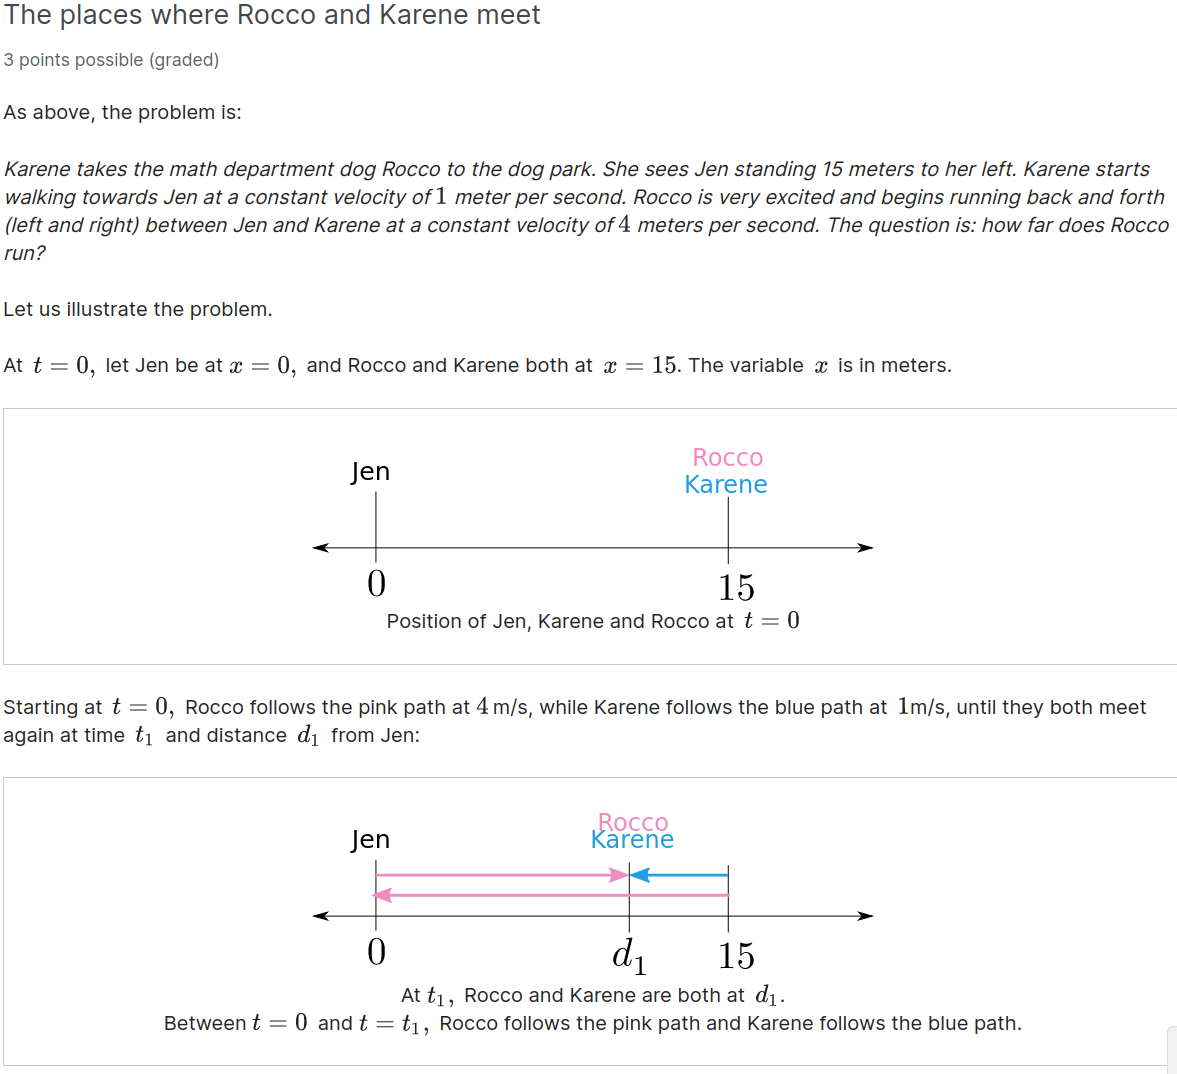 The places where Rocco and Karene meet
3 points possible (graded)
As above, the problem is:
Karene takes the math department dog Rocco to the dog park. She sees Jen standing 15 meters to her left. Karene starts
walking towards Jen at a constant velocity of 1 meter per second. Rocco is very excited and begins running back and forth
(left and right) between Jen and Karene at a constant velocity of 4 meters per second. The question is: how far does Rocco
run?
Let us illustrate the problem.
At t = 0, let Jen be at x = 0, and Rocco and Karene both at x = 15. The variable x is in meters.
Rocco
Jen
Karene
0
15
Position of Jen, Karene and Rocco at t = 0
Starting at t = 0, Rocco follows the pink path at 4 m/s, while Karene follows the blue path at 1m/s, until they both meet
again at time t₁ and distance d₁ from Jen:
Rocco
Jen
Karene
0
d₁
15
At t₁, Rocco and Karene are both at d₁.
Between t = 0 and t = t₁, Rocco follows the pink path and Karene follows the blue path.